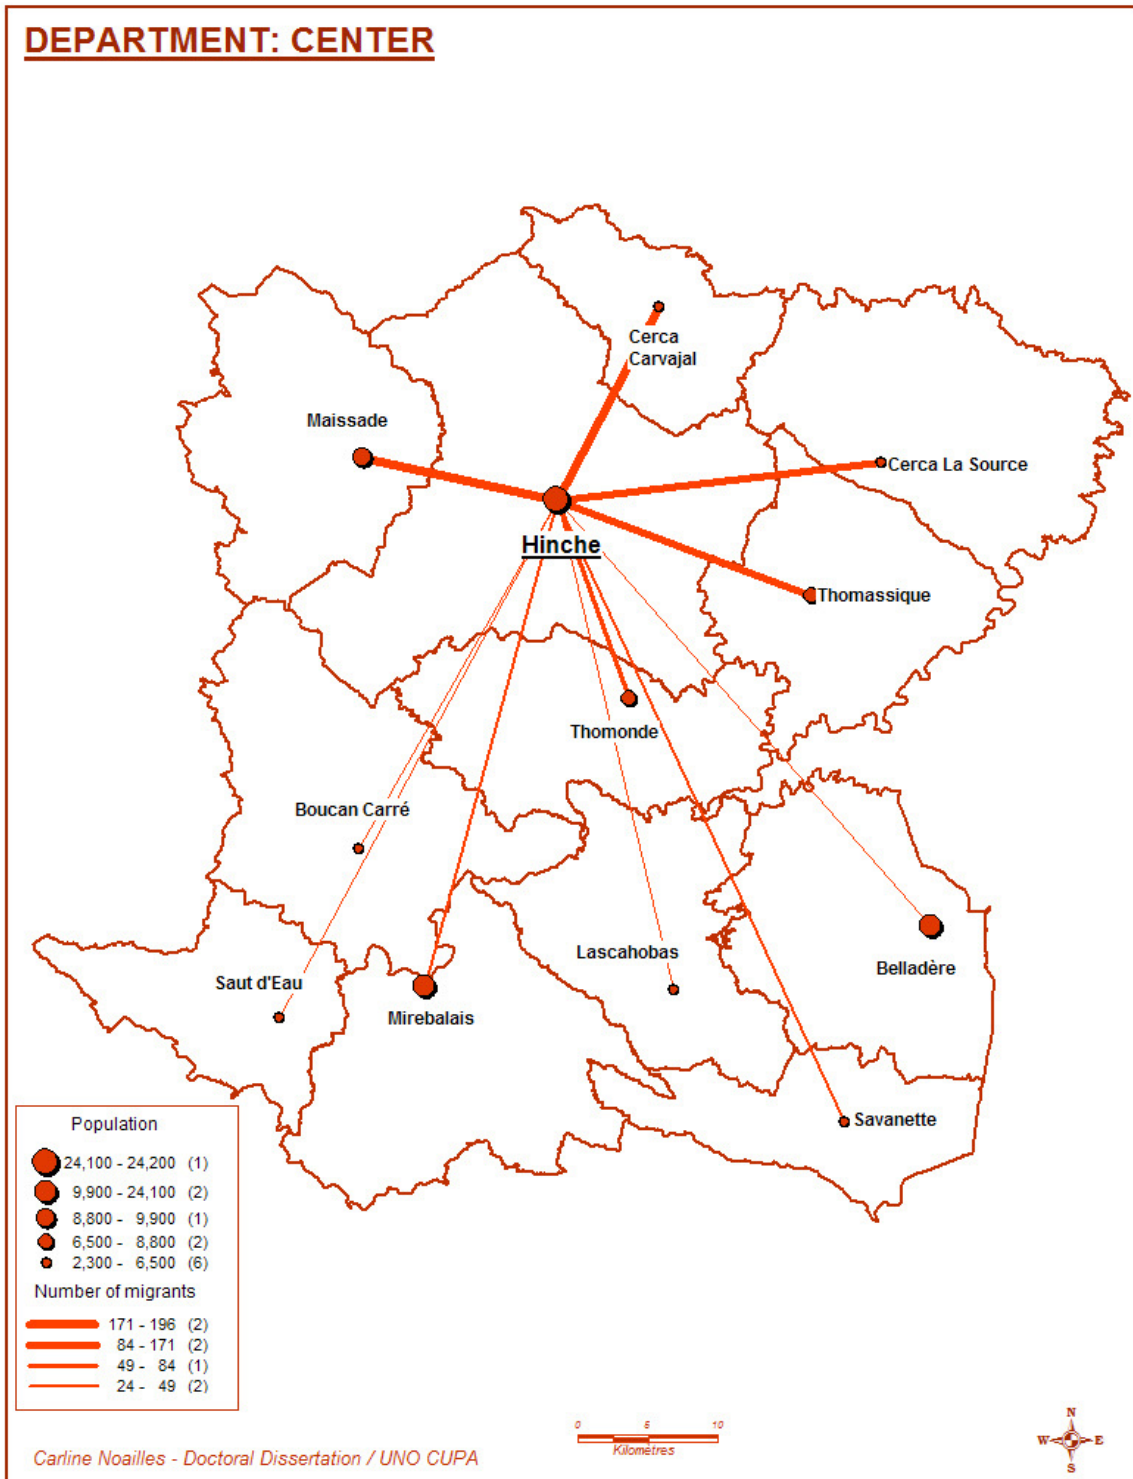 DEPARTMENT: CENTER
Cerca
Carvajal
Maissade
Cerca La Source
Hinche
Thomassique
Thomonde
Boucan Carré
Lascahobas
Belladère
Saut d'Eau
Mirebalais
Savanette
Population
24,100 - 24,200 (1)
9,900 - 24,100 (2)
8,800 - 9,900 (1)
6,500 - 8,800 (2)
2,300 - 6,500 (6)
Number of migrants
171 - 196 (2)
84 - 171 (2)
49 - 84 (1)
24 - 49 (2)
0 5 10
Kilometres
N
W E
S
Carline Noailles - Doctoral Dissertation / UNO CUPA